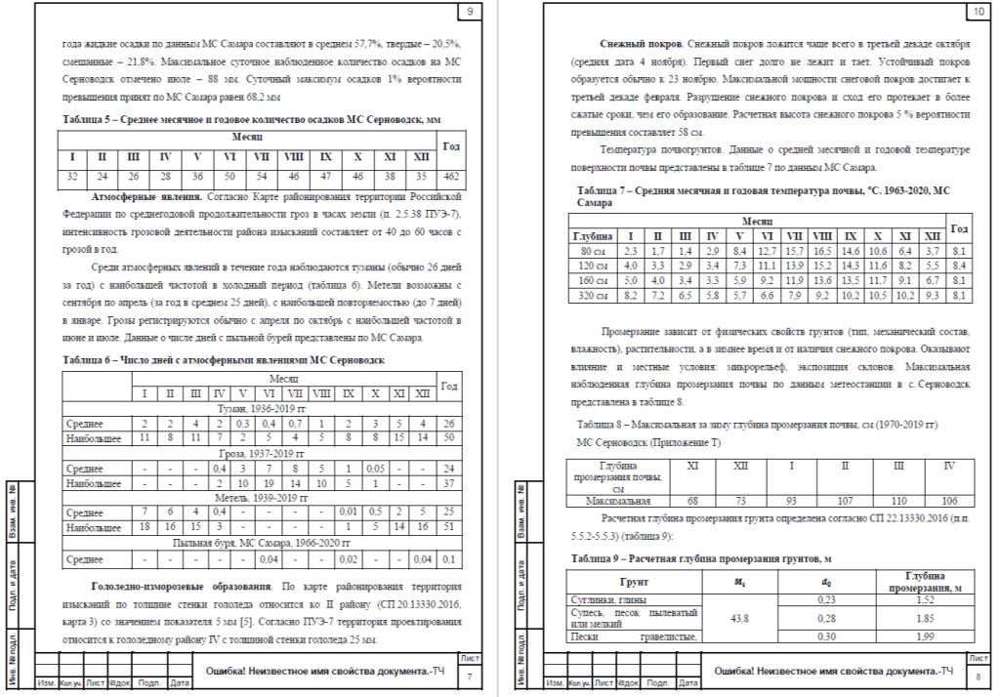 9
года жидкие осадки по данным МС Самара составляют в среднем 57,7%, твердые – 20,5%,
смешанные – 21,8%. Максимальное суточное наблюденное количество осадков на МС
Серноводск отмечено июле – 88 мм. Суточный максимум осадков 1% вероятности
превышения принят по МС Самара равен 68,2 мм
Таблица 5 – Среднее месячное и годовое количество осадков МС Серноводск, мм
Месяц Год
I II III IV V VI VII VIII IX X XI XII
32 24 26 28 36 50 54 46 47 46 38 35 462
Атмосферные явления. Согласно Карте районирования территории Российской
Федерации по среднегодовой продолжительности гроз в часах земли (п. 2.5.38 ПУЭ-7),
интенсивность грозовой деятельности района изысканий составляет от 40 до 60 часов с
грозой в год.
Среди атмосферных явлений в течение года наблюдаются туманы (обычно 26 дней
за год) с наибольшей частотой в холодный период (таблица 6). Метели возможны с
сентября по апрель (за год в среднем 25 дней), с наибольшей повторяемостью (до 7 дней)
в январе. Грозы регистрируются обычно с апреля по октябрь с наибольшей частотой в
июне и июле. Данные о числе дней с пыльной бурей представлены по МС Самара.
Таблица 6 – Число дней с атмосферными явлениями МС Серноводск
Месяц Год
I II III IV V VI VII VIII IX X XI XII
Туман, 1936-2019 гг
Среднее 2 2 4 2 0,3 0,4 0,7 1 2 3 5 4 26
Наибольшее 11 8 11 7 2 5 4 5 8 8 15 14 50
Гроза, 1937-2019 гг
Среднее - - - 0,4 3 7 8 5 1 0,05 - - 24
Наибольшее - - - 2 10 19 14 10 5 1 - - 37
Метель, 1939-2019 гг
Среднее 7 6 4 0,4 - - - - 0,01 0,5 2 5 25
Наибольшее 18 16 15 3 - - - - 1 5 14 16 51
Пыльная буря, МС Самара, 1966-2020 гг
Среднее - - - - - 0,04 - - 0,02 - - 0,04 0,1
Гололедно-изморозевые образования. По карте районирования территория
изысканий по толщине стенки гололеда относится ко II району (СП 20.13330.2016,
карта 3) со значением показателя 5 мм [5]. Согласно ПУЭ-7 территория проектирования
относится к гололедному району IV с толщиной стенки гололеда 25 мм.
Взам. инв. №
Подп. и дата
Инв. № подл.
Изм. Кол.уч. Лист №док Подп. Дата
Ошибка! Неизвестное имя свойства документа.-ТЧ
Лист
7
10
Снежный покров. Снежный покров ложится чаще всего в третьей декаде октября
(средняя дата 4 ноября). Первый снег долго не лежит и тает. Устойчивый покров
образуется обычно к 23 ноябрю. Максимальной мощности снеговой покров достигает к
третьей декаде февраля. Разрушение снежного покрова и сход его протекает в более
сжатые сроки, чем его образование. Расчетная высота снежного покрова 5 % вероятности
превышения составляет 58 см.
Температура почвогрунтов. Данные о средней месячной и годовой температуре
поверхности почвы представлены в таблице 7 по данным МС Самара.
Таблица 7 – Средняя месячная и годовая температура почвы, °С. 1963-2020, МС
Самара
Месяц Год
Глубина I II III IV V VI VII VIII IX X XI XII
80 см 2,3 1,7 1,4 2,9 8,4 12,7 15,7 16,5 14,6 10,6 6,4 3,7 8,1
120 см 4,0 3,3 2,9 3,4 7,3 11,1 13,9 15,2 14,3 11,6 8,2 5,5 8,4
160 см 5,0 4,0 3,4 3,3 5,9 9,2 11,9 13,6 13,5 11,7 9,1 6,7 8,1
320 см 8,2 7,2 6,5 5,8 5,7 6,6 7,9 9,2 10,2 10,5 10,2 9,3 8,1
Промерзание зависит от физических свойств грунтов (тип, механический состав,
влажность), растительности, а в зимнее время и от наличия снежного покрова. Оказывают
влияние и местные условия: микрорельеф, экспозиция склонов. Максимальная
наблюденная глубина промерзания почвы по данным метеостанции в с. Серноводск
представлена в таблице 8.
Таблица 8 – Максимальная за зиму глубина промерзания почвы, см (1970-2019 гг)
МС Серноводск (Приложение Т)
Глубина
промерзания почвы,
см
XI XII I II III IV
Максимальная 68 73 93 107 110 106
Расчетная глубина промерзания грунта определена согласно СП 22.13330.2016 (п.п.
5.5.2-5.5.3) (таблица 9):
Таблица 9 – Расчетная глубина промерзания грунтов, м
Грунт Mt d0 Глубина
промерзания, м
Суглинки, глины 0,23 1,52
Супесь, песок пылеватый
или мелкий 43,8 0,28 1,85
Пески гравелистые, 0,30 1,99
Взам. инв. №
Подп. и дата
Инв. № подл.
Изм. Кол.уч. Лист №док Подп. Дата
Ошибка! Неизвестное имя свойства документа.-ТЧ
Лист
8